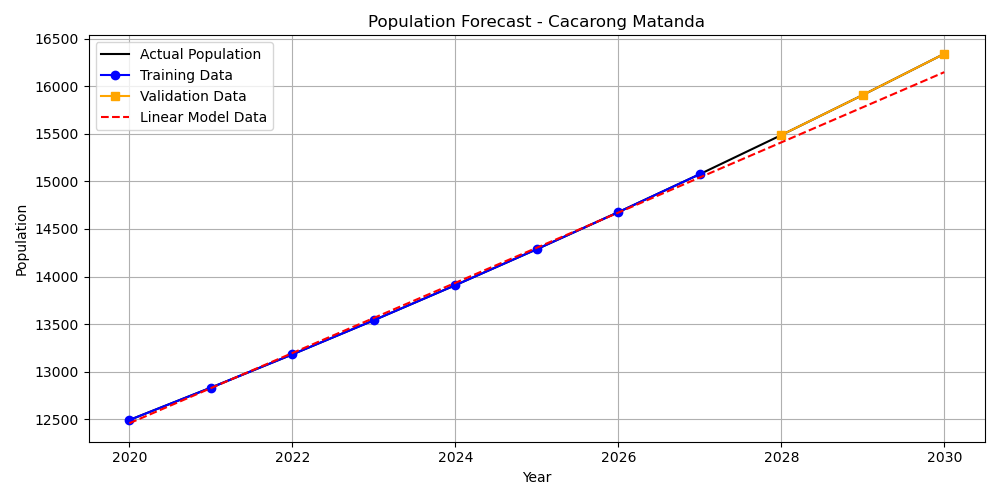 Population Forecast - Cacarong Matanda
16500
16000
15500
15000
14500
14000
13500
13000
12500
Population
Actual Population
Training Data
Validation Data
Linear Model Data
2020
2022
2024
2026
2028
2030
Year